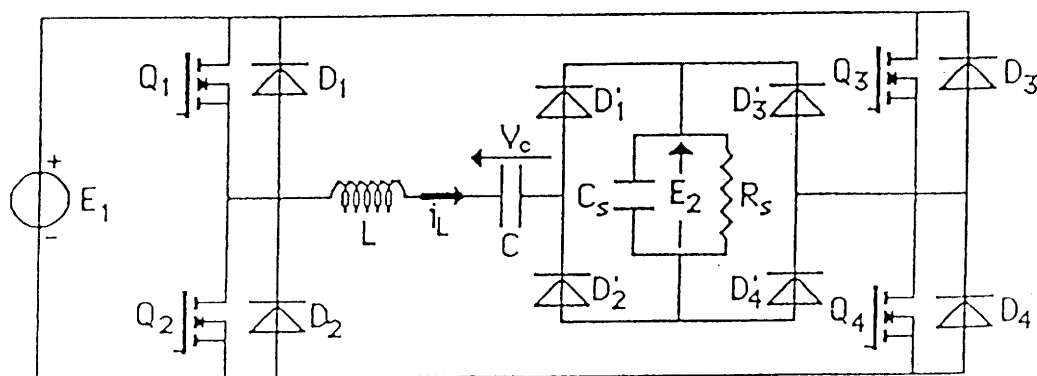 Q1
D1
D'1
D'3
Q3
D3
Vc
+
E1
-
L
iL
C
Cs
E2
Rs
Q2
D2
D'2
D'4
Q4
D4